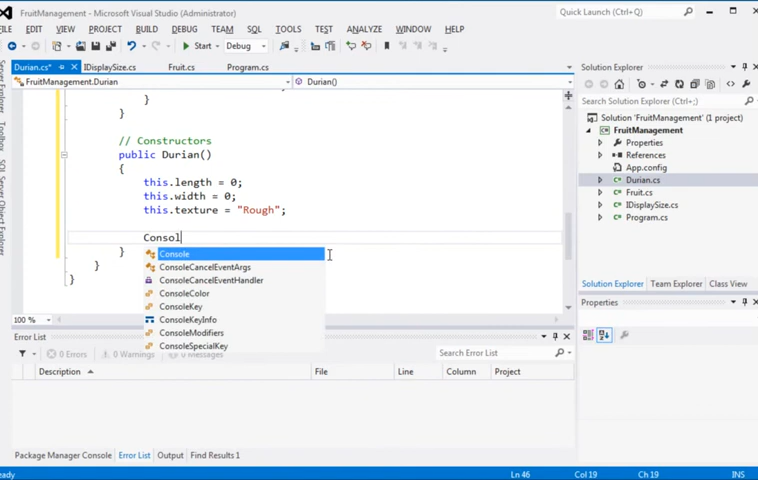 FruitManagement - Microsoft Visual Studio (Administrator)
Quick Launch (Ctrl+Q)
FILE EDIT VIEW PROJECT BUILD DEBUG TEAM SQL TOOLS TEST ANALYZE WINDOW HELP
Start Debug
Durian.cs* IDisplaySize.cs Fruit.cs Program.cs
FruitManagement.Durian Durian()
Server Explorer
Toolbox
SQL Server Object Explorer
}
}
// Constructors
public Durian()
{
this.length = 0;
this.width = 0;
this.texture = "Rough";
Consol
}
}
}
Console
ConsoleCancelEventArgs
ConsoleCancelEventHandler
ConsoleColor
ConsoleKey
ConsoleKeyInfo
ConsoleModifiers
ConsoleSpecialKey
100 %
Solution Explorer
Search Solution Explorer (Ctrl+;)
Solution 'FruitManagement' (1 project)
FruitManagement
Properties
References
App.config
Durian.cs
Fruit.cs
IDisplaySize.cs
Program.cs
Solution Explorer Team Explorer Class View
Properties
Error List
0 Errors 0 Warnings 0 Messages
Search Error List
Description File Line Column Project
Package Manager Console Error List Output Find Results 1
eady Ln 46 Col 19 Ch 19 INS